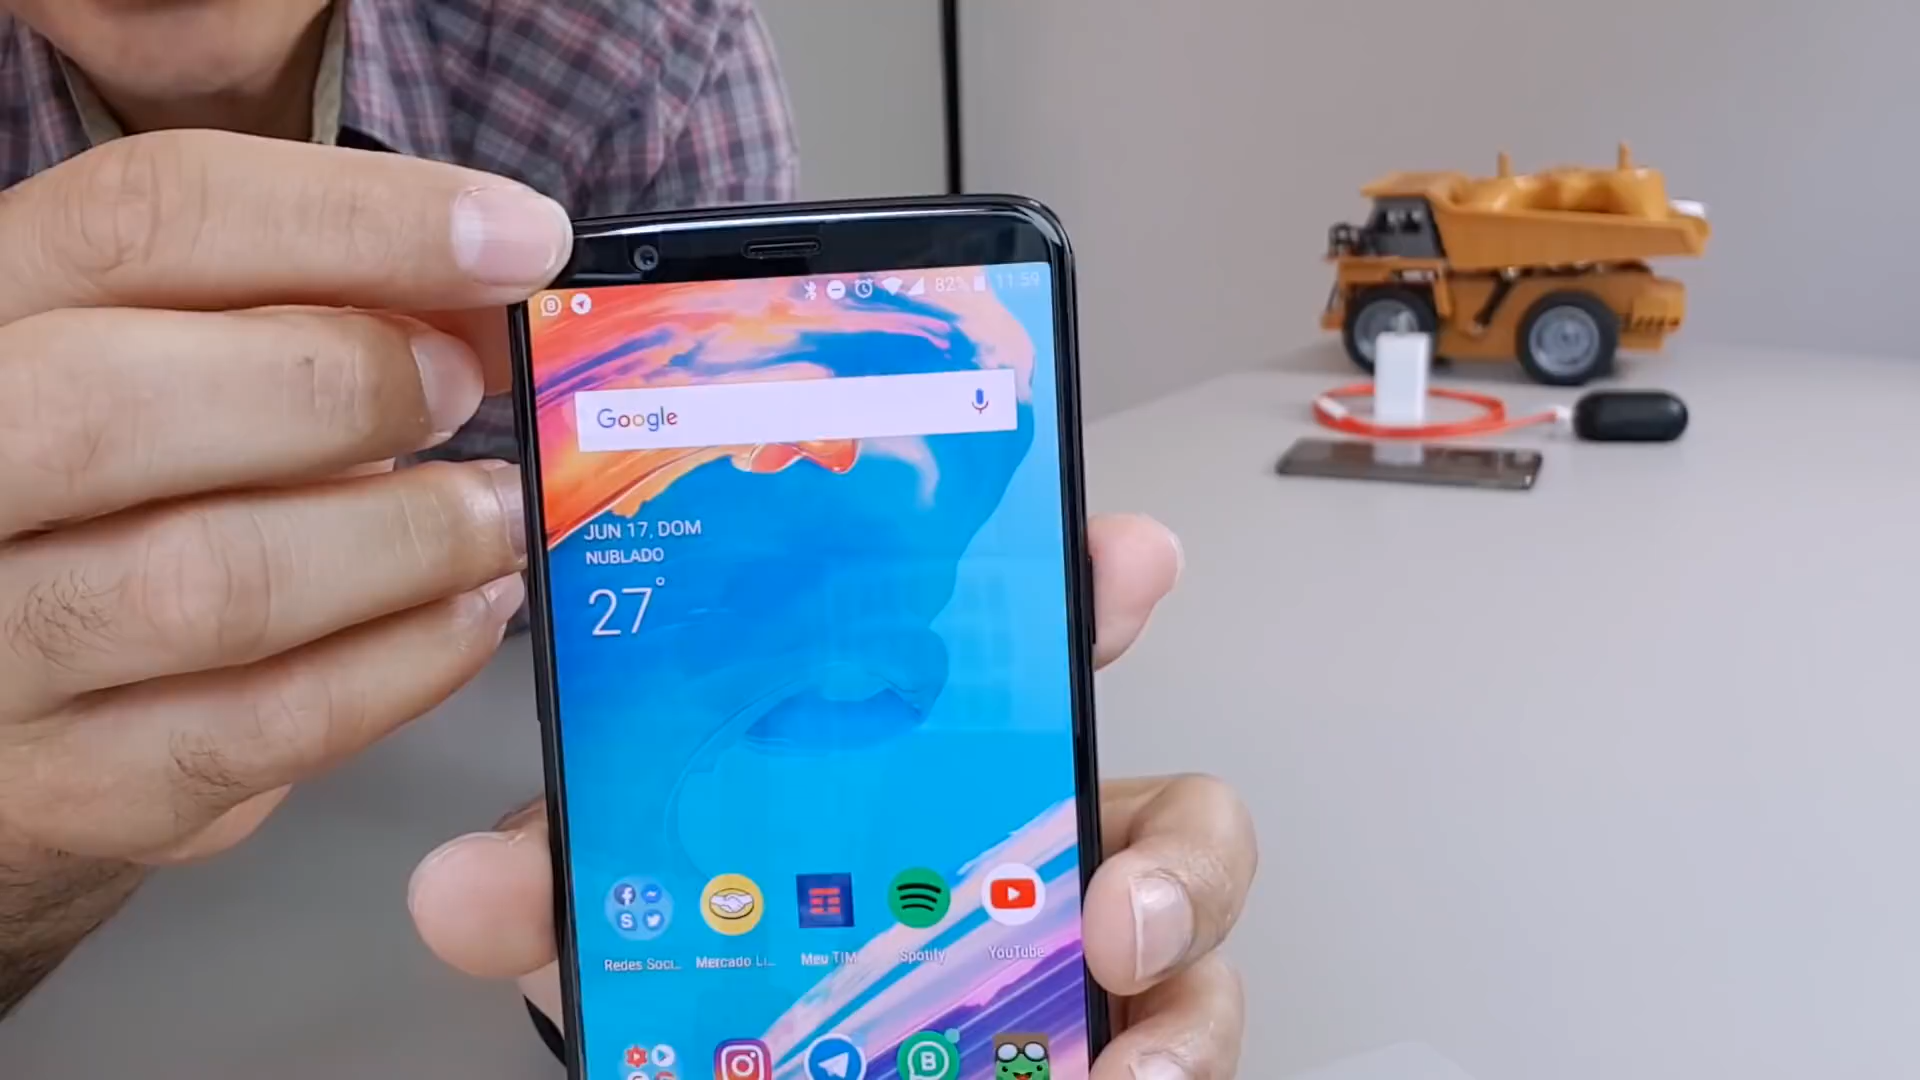 82% 11:59
Google
JUN 17, DOM
NUBLADO
27°
Redes Soci... Mercado Li... Meu TIM Spotify YouTube